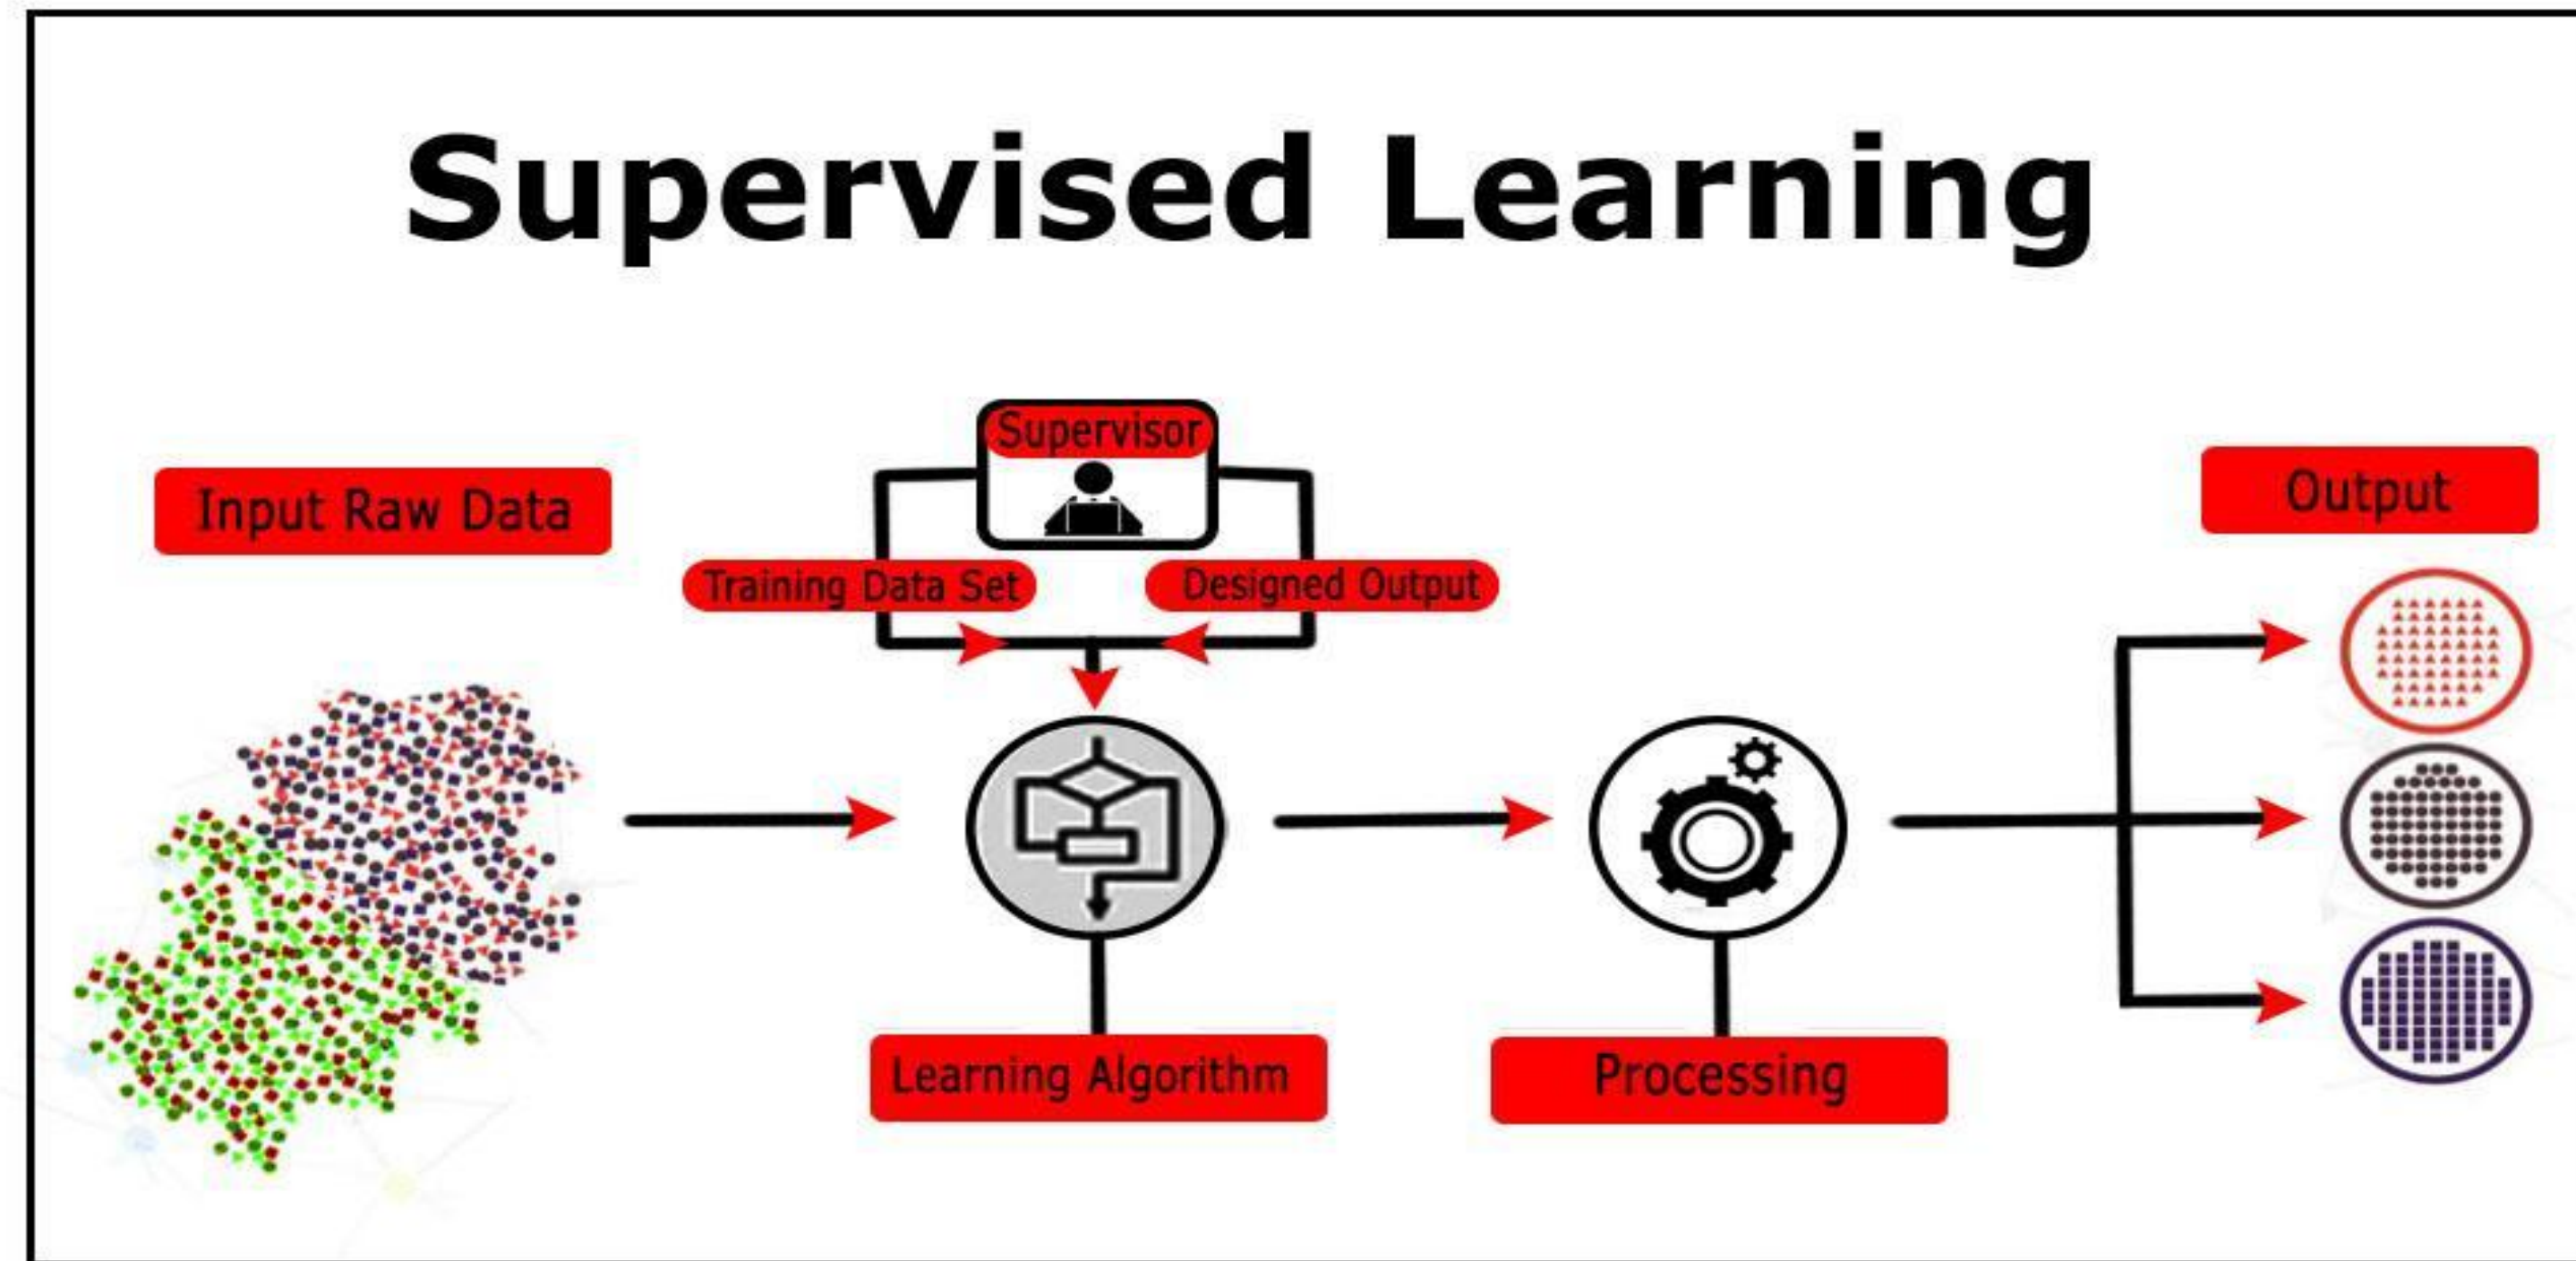 Supervised Learning
Supervisor
Input Raw Data
Output
Training Data Set
Designed Output
Learning Algorithm
Processing